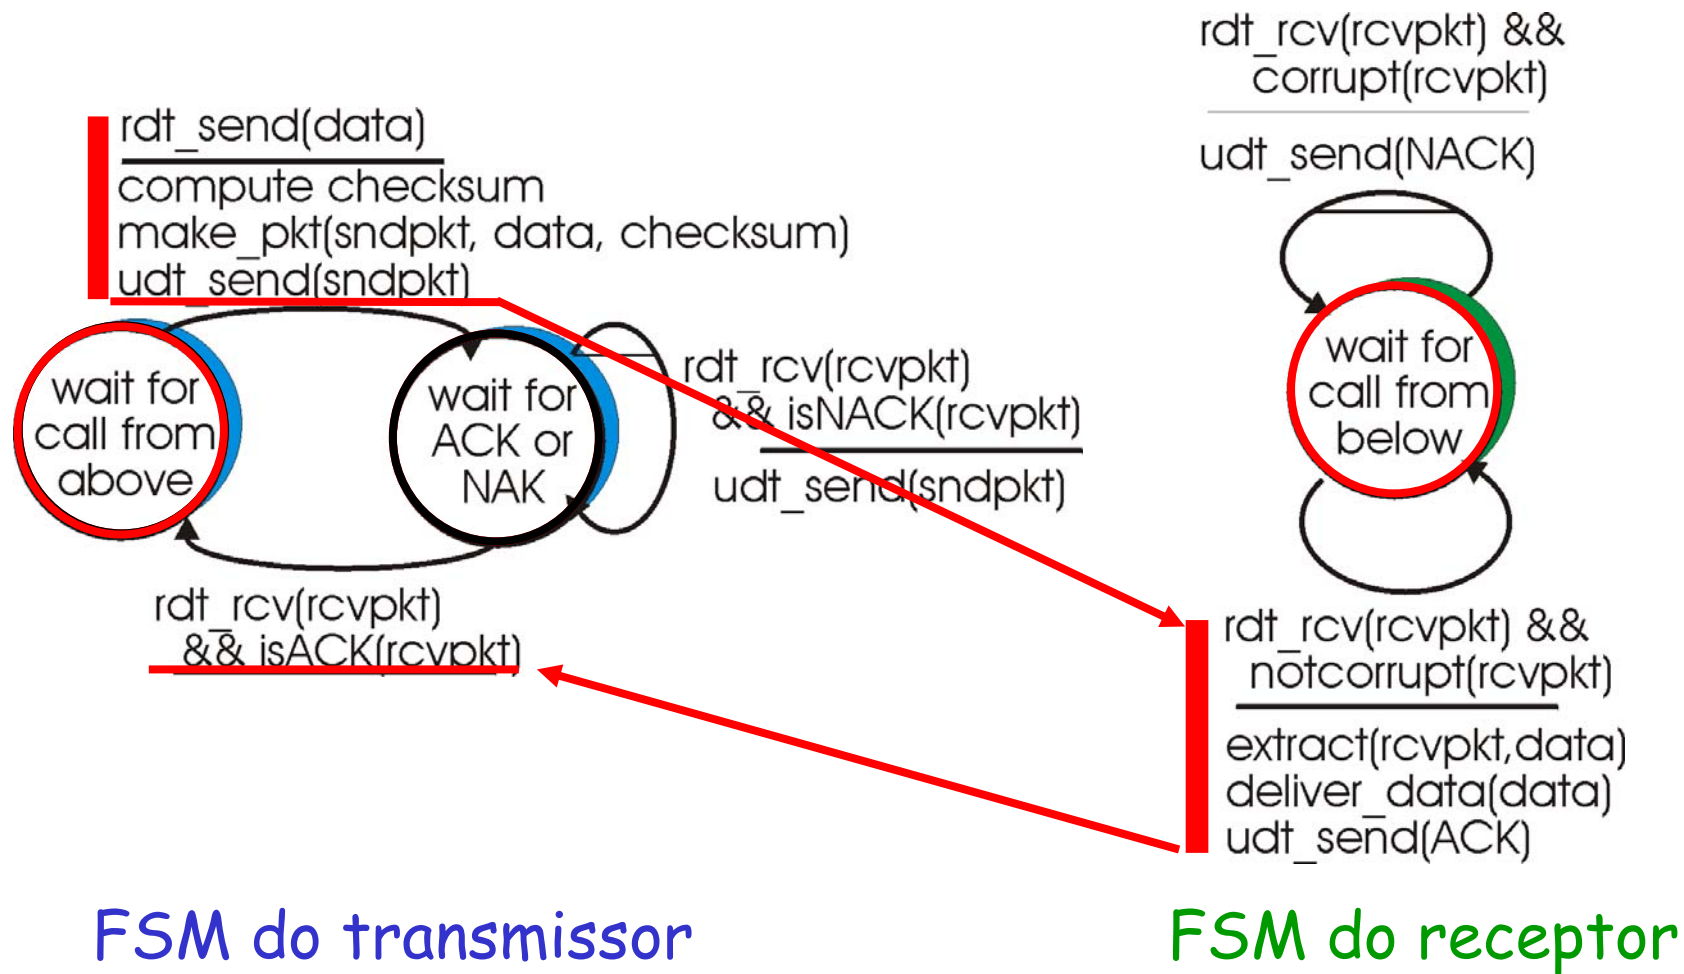 rdt_send(data)
compute checksum
make_pkt(sndpkt, data, checksum)
udt_send(sndpkt)
wait for
call from
above
wait for
ACK or
NAK
rdt_rcv(rcvpkt)
&& isNACK(rcvpkt)
udt_send(sndpkt)
rdt_rcv(rcvpkt)
&& isACK(rcvpkt)
FSM do transmissor
rdt_rcv(rcvpkt) &&
corrupt(rcvpkt)
udt_send(NACK)
wait for
call from
below
rdt_rcv(rcvpkt) &&
notcorrupt(rcvpkt)
extract(rcvpkt,data)
deliver_data(data)
udt_send(ACK)
FSM do receptor